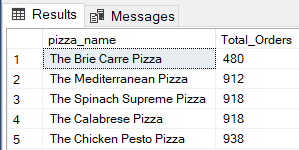 Results Messages
pizza_name Total_Orders
1 The Brie Carre Pizza 480
2 The Mediterranean Pizza 912
3 The Spinach Supreme Pizza 918
4 The Calabrese Pizza 918
5 The Chicken Pesto Pizza 938